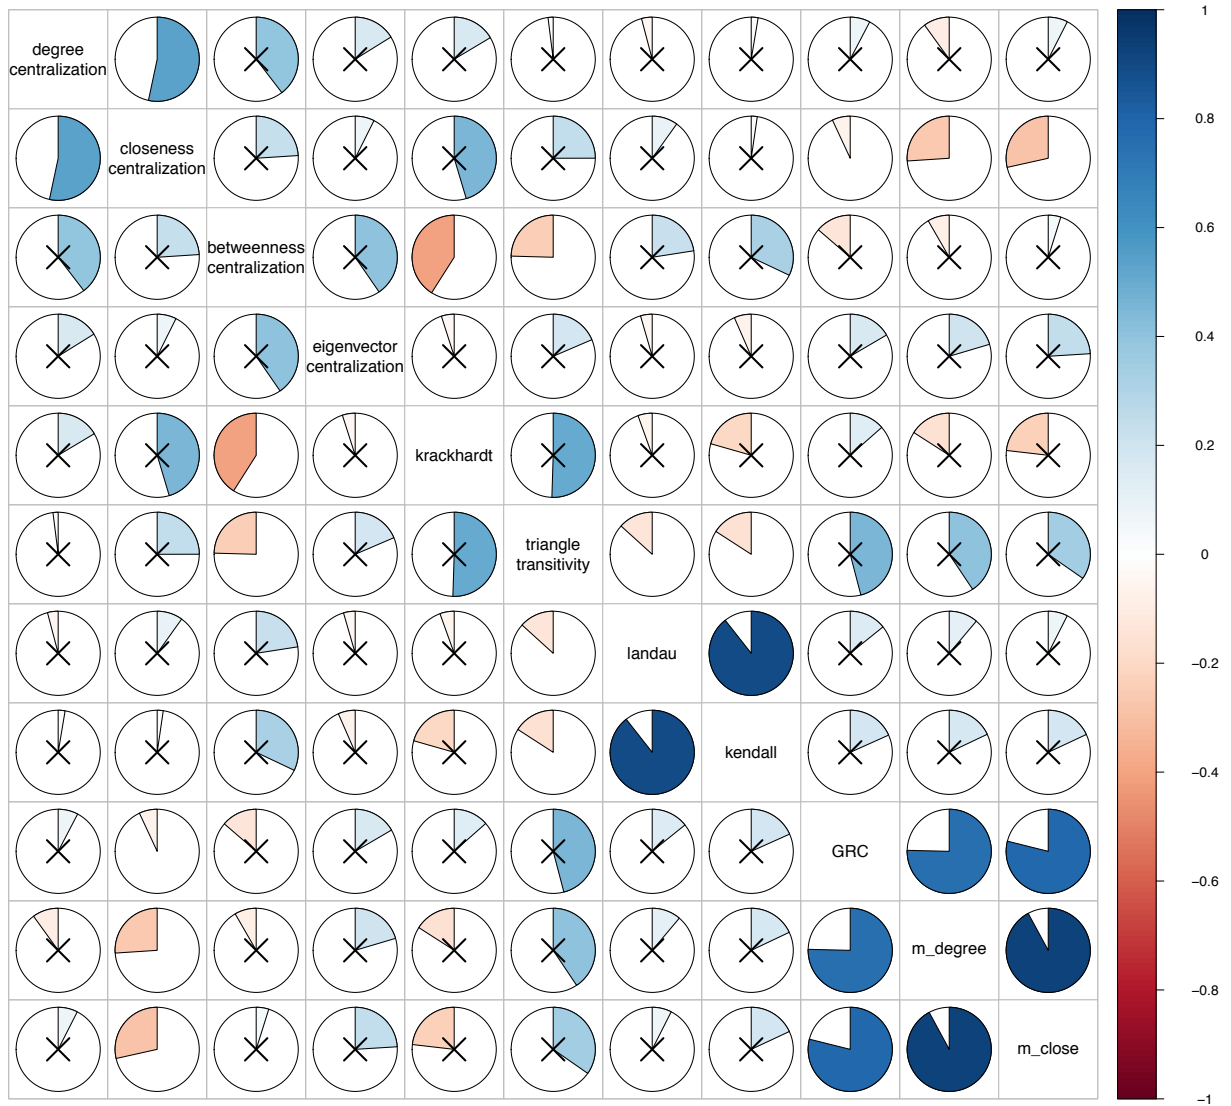 degree
centralization
closeness
centralization
betweenness
centralization
eigenvector
centralization
krackhardt
triangle
transitivity
landau
kendall
GRC
m_degree
m_close
1
0.8
0.6
0.4
0.2
0
−0.2
−0.4
−0.6
−0.8
−1